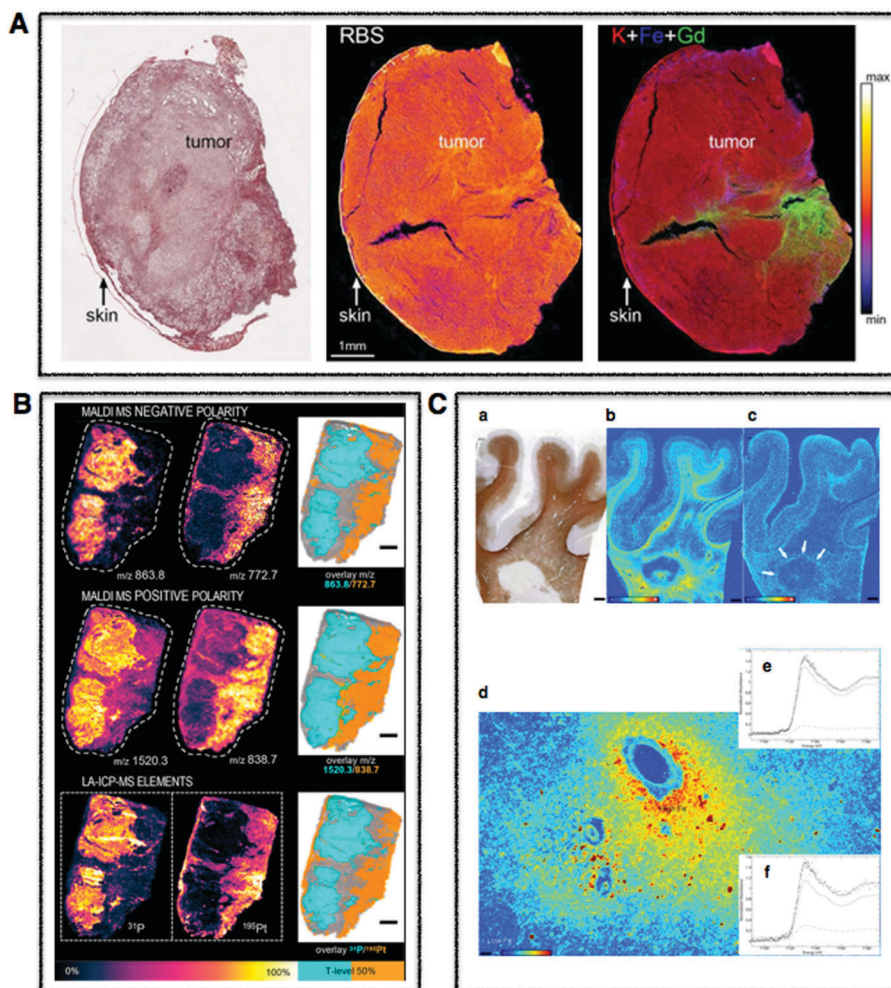 A
RBS
K+Fe+Gd
max
tumor
tumor
tumor
skin
skin
skin
1mm
min
B
MALDI MS NEGATIVE POLARITY
m/z 863.8
m/z 772.7
overlay m/z
863.8/772.7
MALDI MS POSITIVE POLARITY
m/z 1520.3
m/z 838.7
overlay m/z
1520.3/838.7
LA-ICP-MS ELEMENTS
³¹P
¹⁹⁵Pt
overlay ³¹P/¹⁹⁵Pt
0%
100%
T-level 50%
C
a
b
c
d
e
f